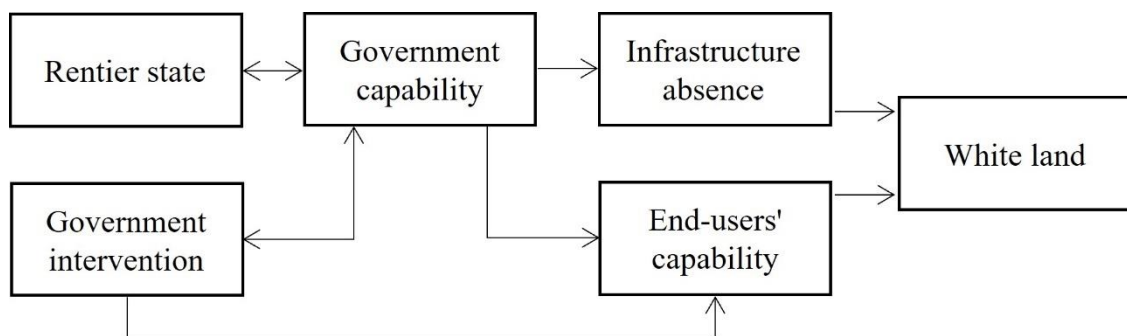 Rentier state
Government
capability
Infrastructure
absence
White land
Government
intervention
End-users'
capability